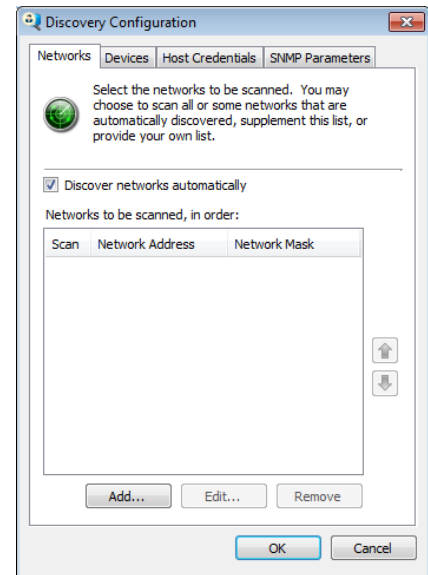 Discovery Configuration
Networks Devices Host Credentials SNMP Parameters
Select the networks to be scanned. You may
choose to scan all or some networks that are
automatically discovered, supplement this list, or
provide your own list.
Discover networks automatically
Networks to be scanned, in order:
Scan Network Address Network Mask
Add... Edit... Remove
OK Cancel